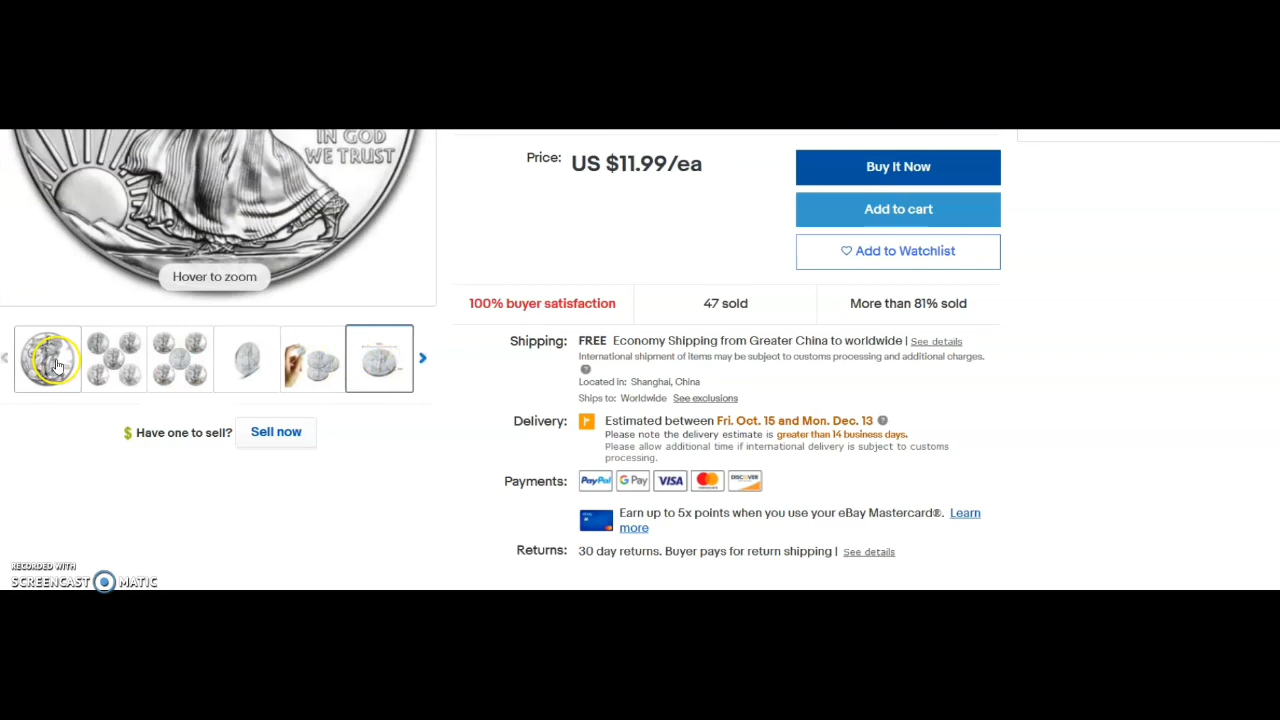 IN GOD
WE TRUST
Hover to zoom
Price: US $11.99/ea
Buy It Now
Add to cart
Add to Watchlist
100% buyer satisfaction
47 sold
More than 81% sold
Shipping: FREE Economy Shipping from Greater China to worldwide | See details
International shipment of items may be subject to customs processing and additional charges.
Located in: Shanghai, China
Ships to: Worldwide See exclusions
$ Have one to sell? Sell now
Delivery: Estimated between Fri. Oct. 15 and Mon. Dec. 13
Please note the delivery estimate is greater than 14 business days.
Please allow additional time if international delivery is subject to customs
processing.
Payments: PayPal G Pay VISA MasterCard DISCOVER
Earn up to 5x points when you use your eBay Mastercard®. Learn
more
Returns: 30 day returns. Buyer pays for return shipping | See details
RECORDED WITH
SCREENCAST MATIC